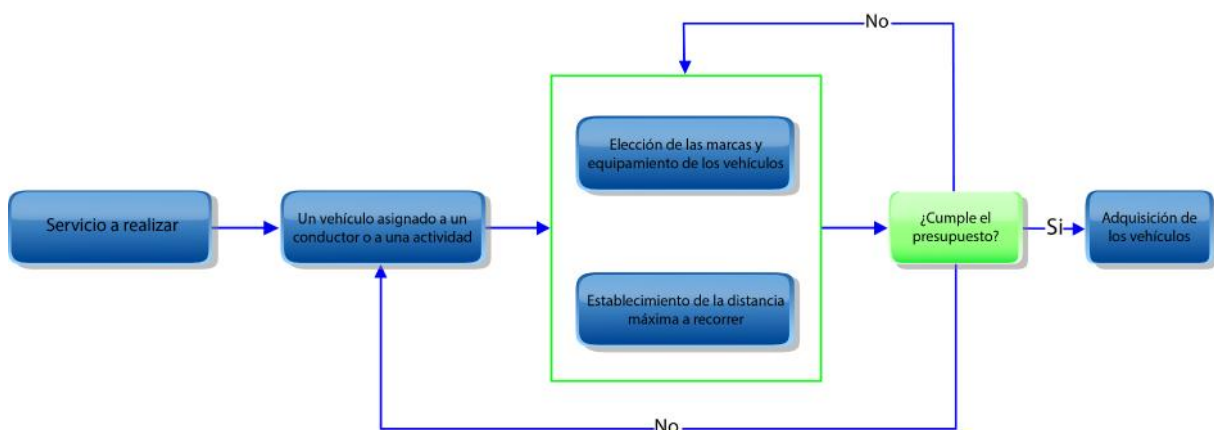 No
Elección de las marcas y
equipamiento de los vehículos
Servicio a realizar
Un vehículo asignado a un
conductor o a una actividad
Establecimiento de la distancia
máxima a recorrer
¿Cumple el
presupuesto?
Si
Adquisición de
los vehículos
No